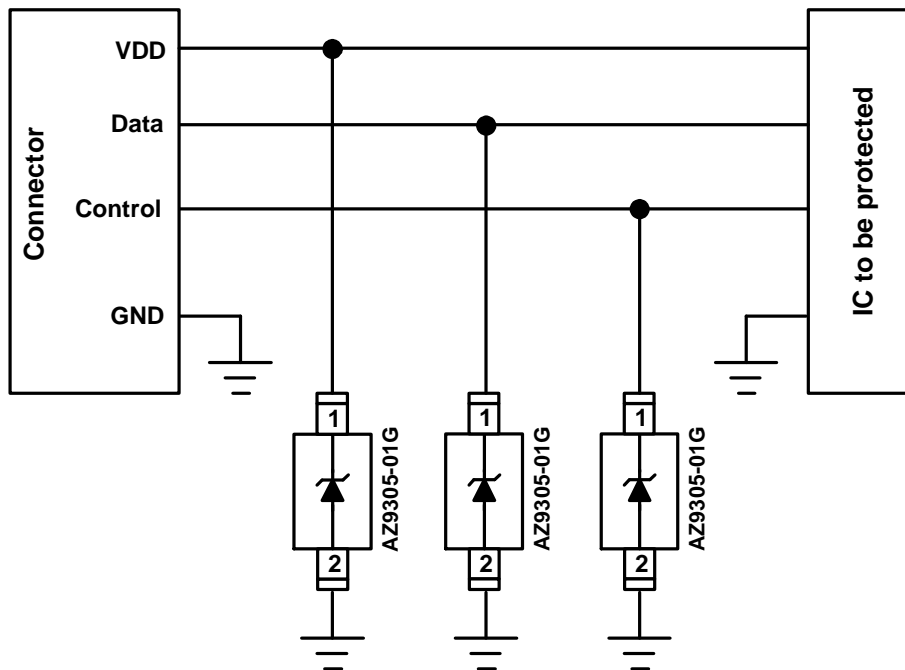 Connector
VDD
Data
Control
GND
IC to be protected
1
2
AZ9305-01G
1
2
AZ9305-01G
1
2
AZ9305-01G